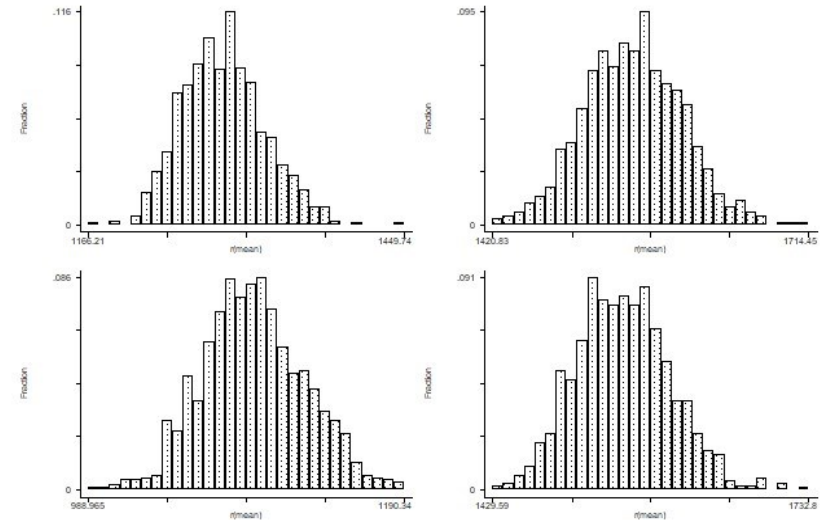 .116
Fraction
0
1166.21
r(mean)
1449.74
.095
Fraction
0
1420.83
r(mean)
1714.45
.086
Fraction
0
988.965
r(mean)
1190.34
.091
Fraction
0
1429.59
r(mean)
1732.8